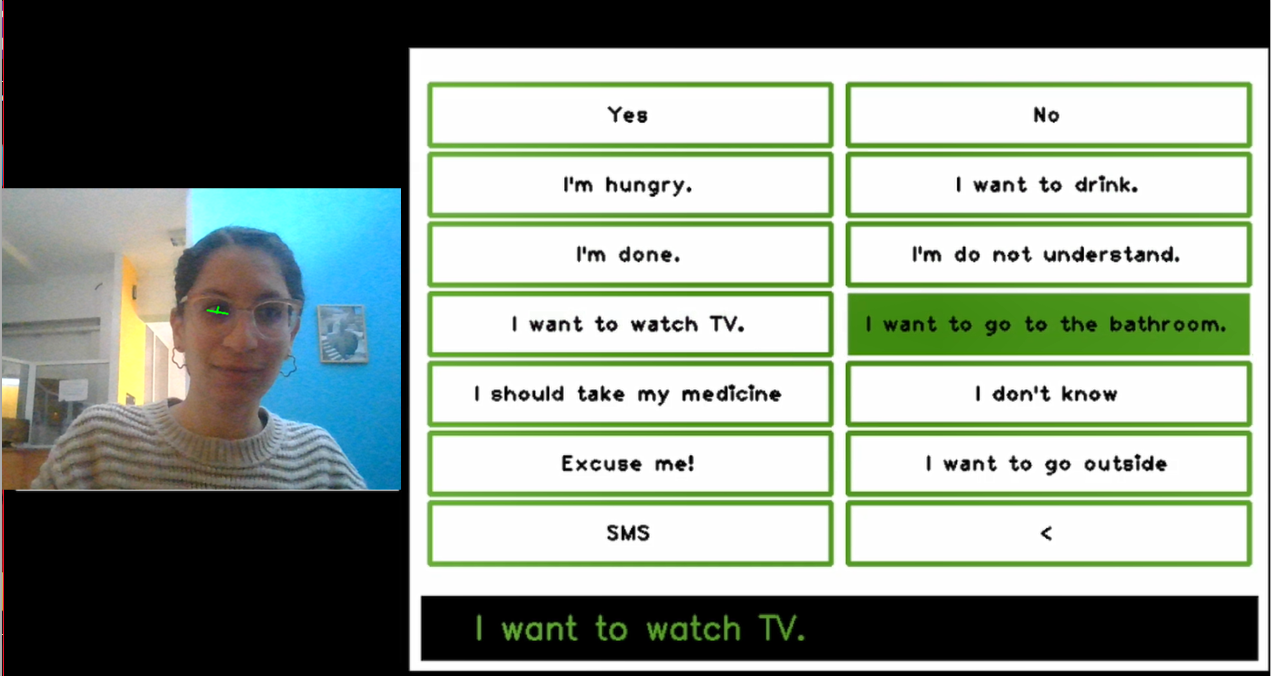 Yes
No
I'm hungry.
I want to drink.
I'm done.
I'm do not understand.
I want to watch TV.
I want to go to the bathroom.
I should take my medicine
I don't know
Excuse me!
I want to go outside
SMS
<
I want to watch TV.